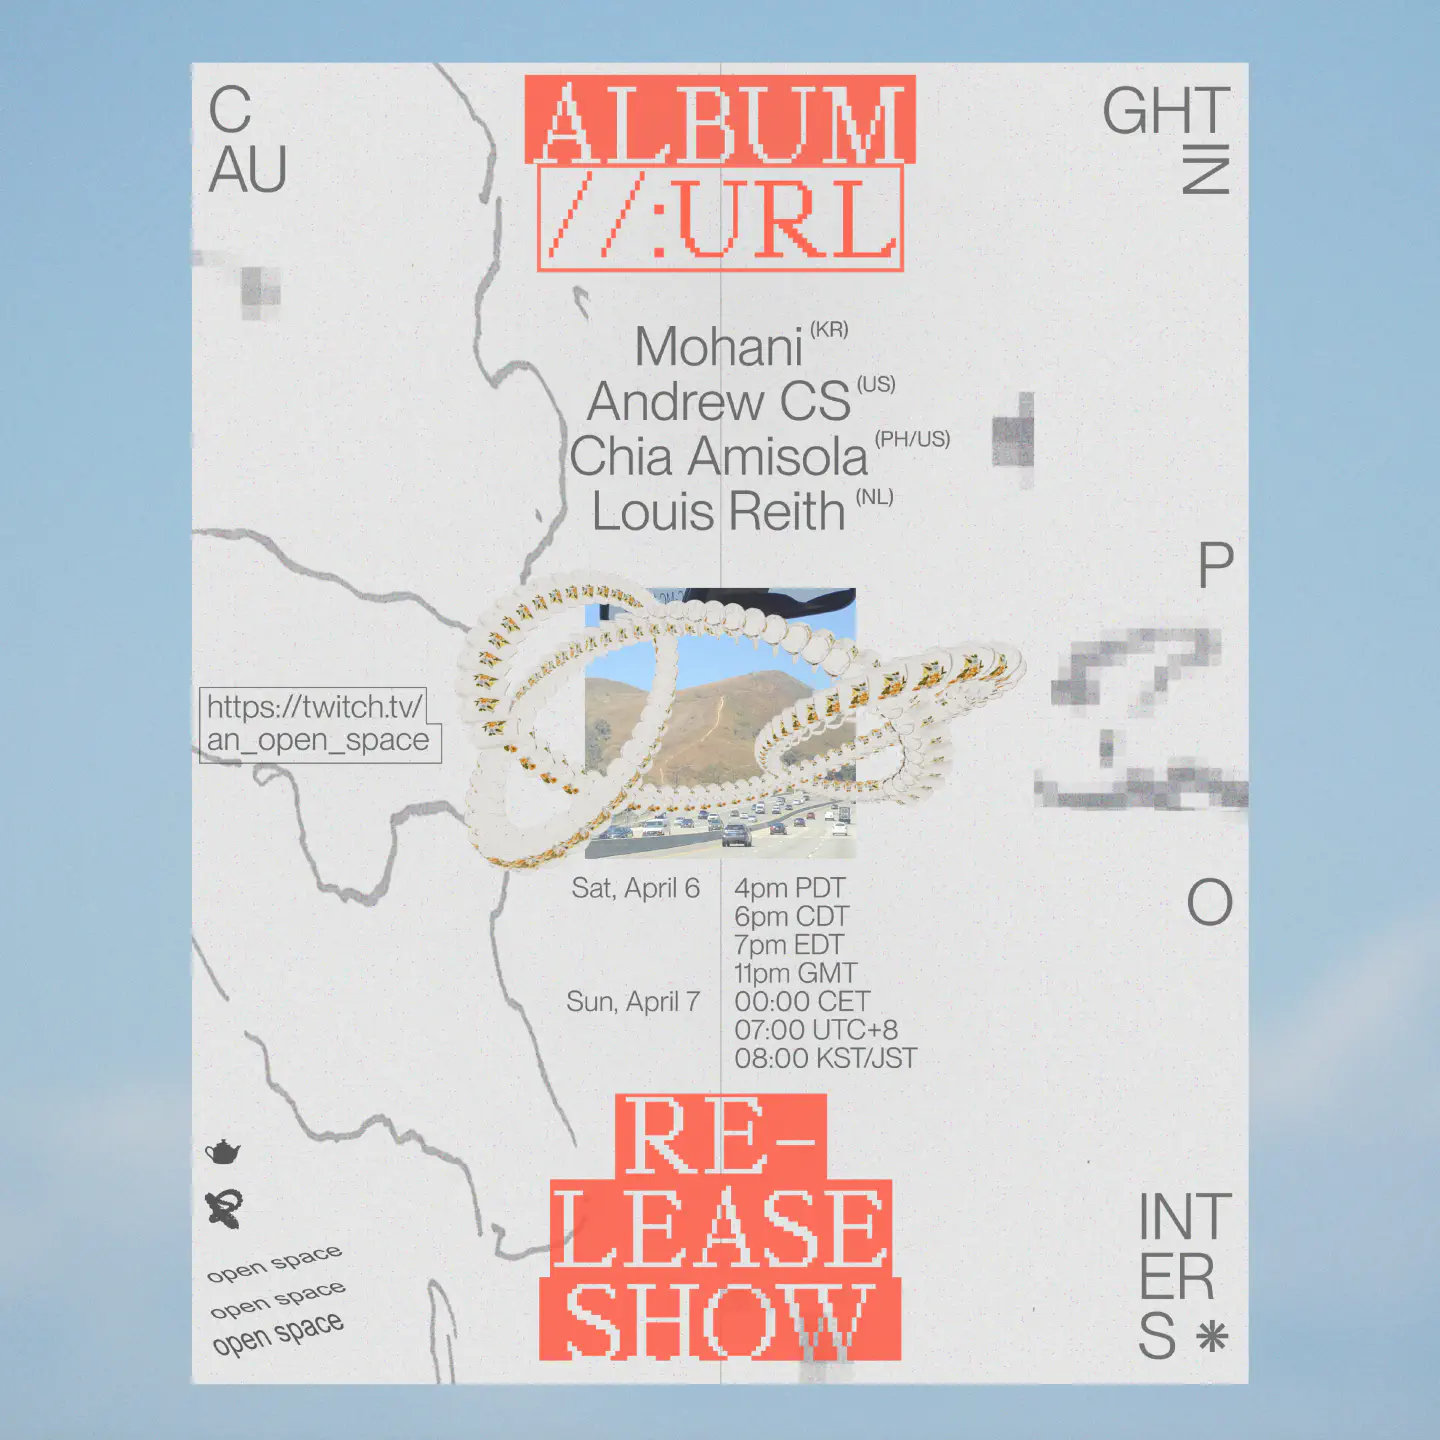 C
AU
GHT
IN
ALBUM
//:URL
Mohani (KR)
Andrew CS (US)
Chia Amisola (PH/US)
Louis Reith (NL)
P
https://twitch.tv/
an_open_space
O
Sat, April 6 4pm PDT
6pm CDT
7pm EDT
11pm GMT
Sun, April 7 00:00 CET
07:00 UTC+8
08:00 KST/JST
RE-
LEASE
SHOW
open space
open space
open space
INT
ER
S *